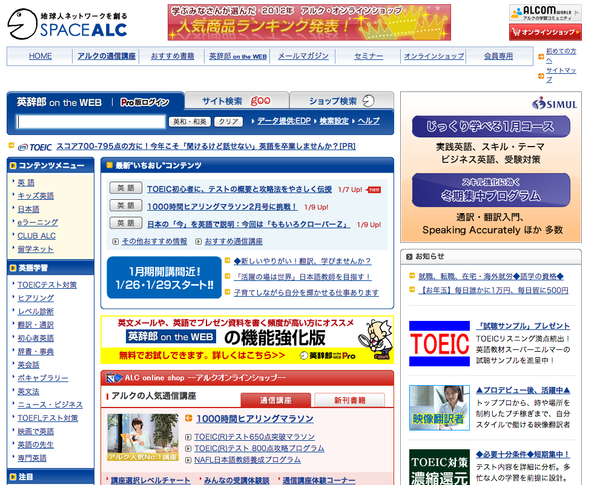 地球人ネットワークを創る
SPACEALC
学ぶみなさんが選んだ・2012年 アルク・オンラインショップ
人気商品ランキング発表!
ALCOM WORLD
アルクの学習コミュニティ
オンラインショップ
HOME
アルクの通信講座
おすすめ書籍
英辞郎 on the WEB
メールマガジン
セミナー
オンラインショップ
会員専用
初めての方へ
サイトマップ
英辞郎 on the WEB
Pro版ログイン
サイト検索 goo
ショップ検索
英和・和英
クリア
データ提供:EDP
検索設定
ヘルプ
TOEIC スコア700-795点の方に!今年こそ「聞けるけど話せない」英語を卒業しませんか?[PR]
コンテンツメニュー
英語
キッズ英語
日本語
eラーニング
CLUB ALC
留学ネット
英語学習
TOEICテスト対策
ヒアリング
レベル診断
翻訳・通訳
初心者英語
辞書・事典
英会話
ボキャブラリー
英文法
ニュース・ビジネス
TOEFLテスト対策
映画で英語
英語の先生
専門英語
注目
最新"いちおし"コンテンツ
英語 TOEIC初心者に、テストの概要と攻略法をやさしく伝授 1/7 Up! new
英語 1000時間ヒアリングマラソン2月号に挑戦! 1/9 Up!
英語 日本の「今」を英語で説明:今回は「ももいろクローバーZ」 1/9 Up!
その他おすすめ情報
おすすめ通信講座
1月期開講間近!
1/26・1/29スタート!!
◆新しいやりがい!翻訳、学びませんか?
「活躍の場は世界」日本語教師を目指す!
子育てしながら自分を輝かせる仕事あります
英文メールや、英語でプレゼン資料を書く頻度が高い方にオススメ
英辞郎 on the WEB の機能強化版
無料でお試しできます。詳しくはこちら>>
英辞郎 on the WEB Pro
ALC online shop ーアルクオンラインショップー
アルクの人気通信講座
通信講座
新刊書籍
アルク人気No.1講座
1000時間ヒアリングマラソン
TOEIC(R)テスト650点突破マラソン
TOEIC(R)テスト 800点攻略プログラム
NAFL日本語教師養成プログラム
講座選択レベルチャート
みんなの受講体験談
通信講座体験コーナー
SIMUL
じっくり学べる1月コース
実践英語、スキル・テーマ
ビジネス英語、受験対策
スキル強化に効く
冬期集中プログラム
通訳・翻訳入門、
Speaking Accurately ほか 多数
お知らせ
就職、転職、在宅・海外就労◆語学の資格◆
【お年玉】毎日誰かに1万円、毎日皆に500円
TOEIC
「試験サンプル」プレゼント
TOEICリスニング満点続出!
英語教材スーパーエルマーの
試験サンプルを進呈中!
映像翻訳者
▲プロデビュー後、活躍中▲
トッププロから、時や場所を
制約したプチ稼ぎまで、自分
スタイルで働ける映像翻訳者
TOEIC対策
濃縮還元
◆必要十分条件◆短期集中!
テスト内容を詳細に分析。多
忙な人の学習を前提に設計。